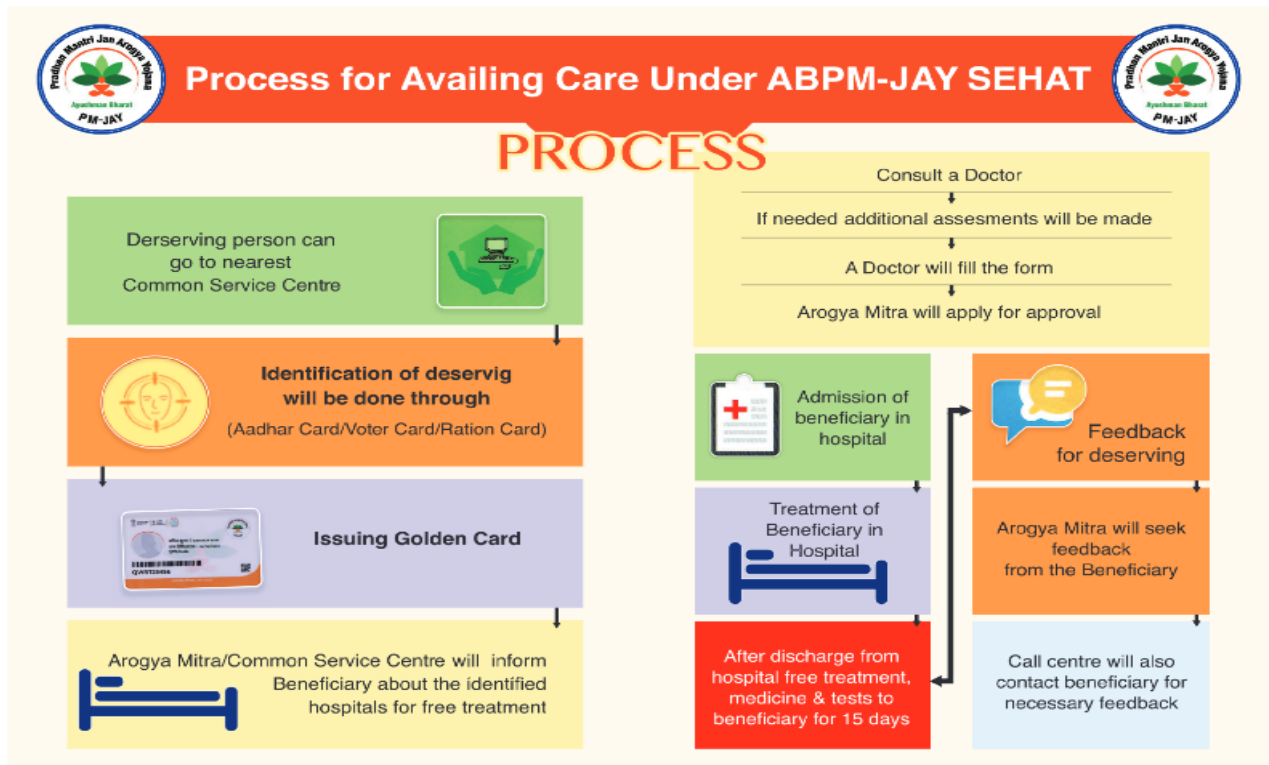 Pradhan Mantri Jan Arogya Yojana
Ayushman Bharat
PM-JAY
Process for Availing Care Under ABPM-JAY SEHAT
Pradhan Mantri Jan Arogya Yojana
Ayushman Bharat
PM-JAY
PROCESS
Derserving person can
go to nearest
Common Service Centre
Identification of deservig
will be done through
(Aadhar Card/Voter Card/Ration Card)
Issuing Golden Card
Arogya Mitra/Common Service Centre will inform
Beneficiary about the identified
hospitals for free treatment
Consult a Doctor
If needed additional assesments will be made
A Doctor will fill the form
Arogya Mitra will apply for approval
Admission of
beneficiary in
hospital
Treatment of
Beneficiary in
Hospital
After discharge from
hospital free treatment,
medicine & tests to
beneficiary for 15 days
Feedback
for deserving
Arogya Mitra will seek
feedback
from the Beneficiary
Call centre will also
contact beneficiary for
necessary feedback